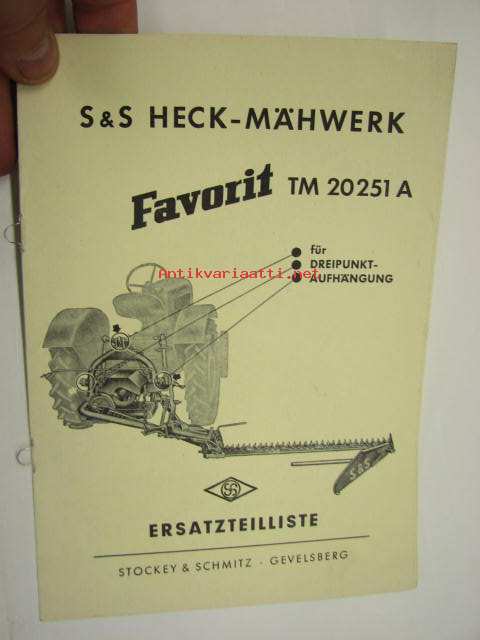 S&S HECK-MÄHWERK
Favorit TM 20251 A
für
DREIPUNKT-
AUFHÄNGUNG
Antikvariaatti.net
S&S
ERSATZTEILLISTE
STOCKEY & SCHMITZ · GEVELSBERG